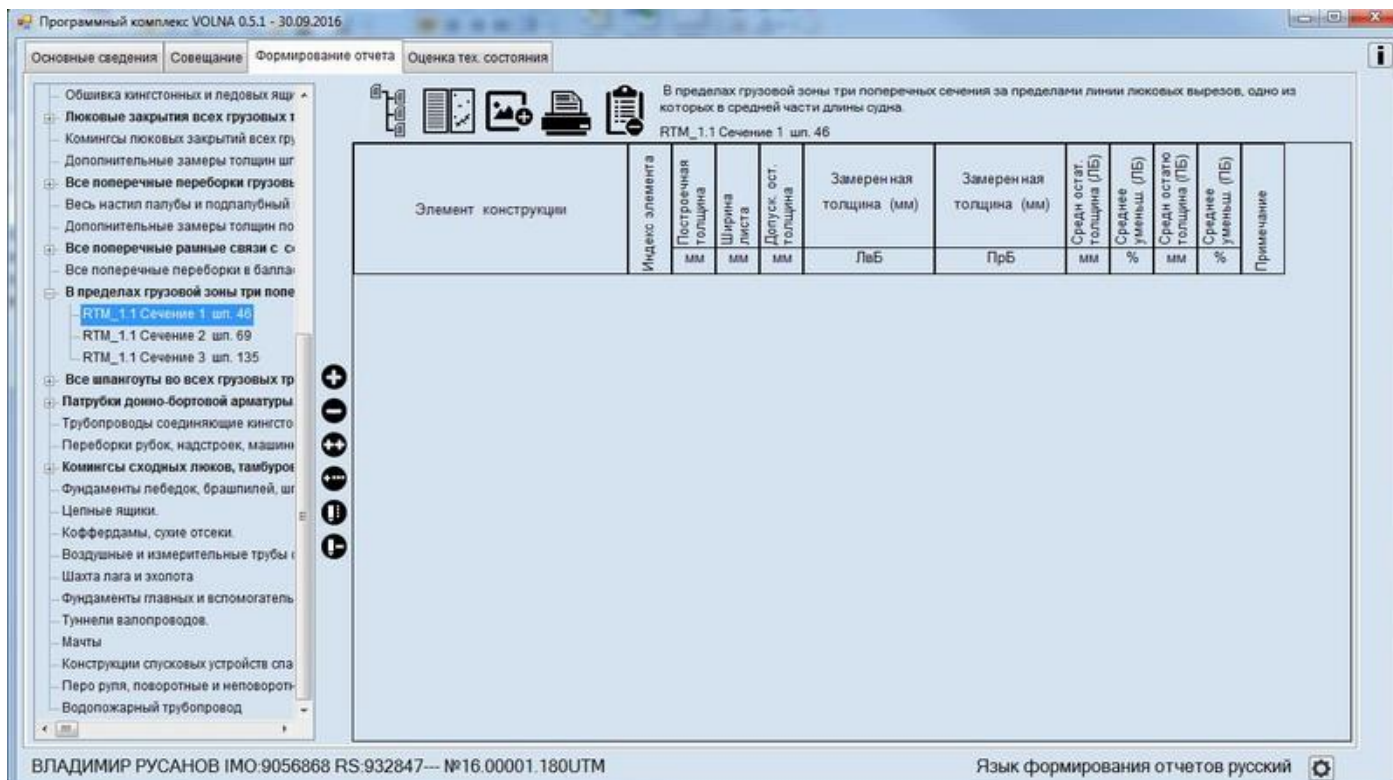 Программный комплекс VOLNA 0.5.1 - 30.09.2016
Основные сведения Совещание Формирование отчета Оценка тех. состояния
Обшивка кингстонных и ледовых ящи
Люковые закрытия всех грузовых т
Комингсы люковых закрытий всех гру
Дополнительные замеры толщин шп
Все поперечные переборки грузовь
Весь настил палубы и подпалубный
Дополнительные замеры толщин по
Все поперечные рамные связи с со
Все поперечные переборки в балла
В пределах грузовой зоны три попе
RTM_1.1 Сечение 1 шп. 46
RTM_1.1 Сечение 2 шп. 69
RTM_1.1 Сечение 3 шп. 135
Все шпангоуты во всех грузовых тр
Патрубки донно-бортовой арматуры
Трубопроводы соединяющие кингсто
Переборки рубок, надстроек, машинн
Комингсы сходных люков, тамбуров
Фундаменты лебедок, брашпилей, шп
Цепные ящики.
Коффердамы, сухие отсеки.
Воздушные и измерительные трубы
Шахта лага и эхолота
Фундаменты главных и вспомогатель
Туннели валопроводов.
Мачты
Конструкции спусковых устройств спа
Перо руля, поворотные и неповоротн
Водопожарный трубопровод
В пределах грузовой зоны три поперечных сечения за пределами линии люковых вырезов, одно из
которых в средней части длины судна.
RTM_1.1 Сечение 1 шп. 46
Элемент конструкции
Индекс элемента
Построечная
толщина
мм
Ширина
листа
мм
Допуск. ост.
толщина
мм
Замеренная
толщина (мм)
ЛвБ
Замеренная
толщина (мм)
ПрБ
Средн остат.
толщина (ЛБ)
мм
Среднее
уменьш. (ЛБ)
%
Средн остатю
толщина (ПБ)
мм
Среднее
уменьш. (ПБ)
%
Примечание
ВЛАДИМИР РУСАНОВ IMO:9056868 RS:932847--- №16.00001.180UTM
Язык формирования отчетов русский